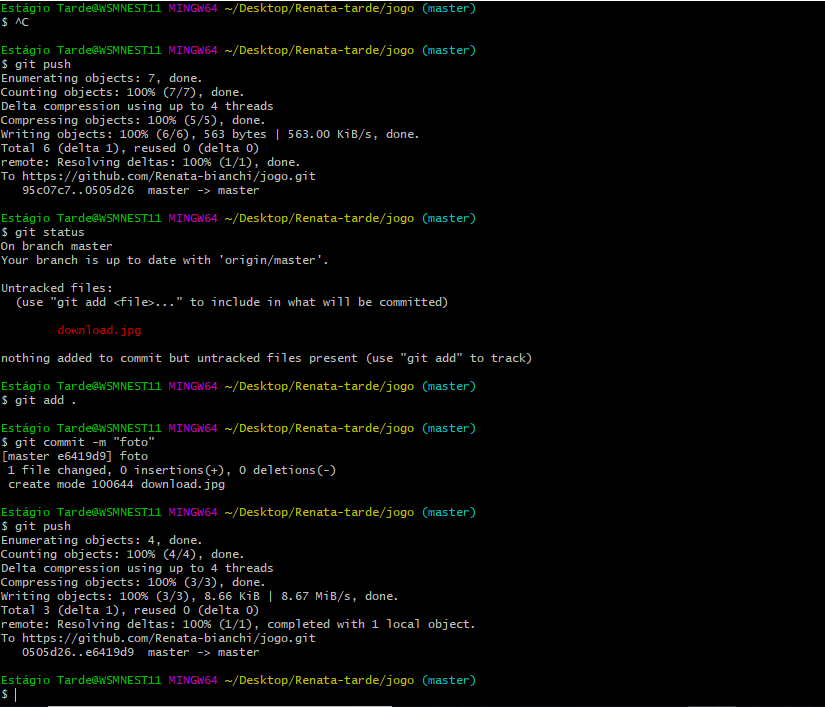 Estágio Tarde@WSMNEST11 MINGW64 ~/Desktop/Renata-tarde/jogo (master)
$ ^C
Estágio Tarde@WSMNEST11 MINGW64 ~/Desktop/Renata-tarde/jogo (master)
$ git push
Enumerating objects: 7, done.
Counting objects: 100% (7/7), done.
Delta compression using up to 4 threads
Compressing objects: 100% (5/5), done.
Writing objects: 100% (6/6), 563 bytes | 563.00 KiB/s, done.
Total 6 (delta 1), reused 0 (delta 0)
remote: Resolving deltas: 100% (1/1), done.
To https://github.com/Renata-bianchi/jogo.git
   95c07c7..0505d26  master -> master
Estágio Tarde@WSMNEST11 MINGW64 ~/Desktop/Renata-tarde/jogo (master)
$ git status
On branch master
Your branch is up to date with 'origin/master'.
Untracked files:
  (use "git add <file>..." to include in what will be committed)
        download.jpg
nothing added to commit but untracked files present (use "git add" to track)
Estágio Tarde@WSMNEST11 MINGW64 ~/Desktop/Renata-tarde/jogo (master)
$ git add .
Estágio Tarde@WSMNEST11 MINGW64 ~/Desktop/Renata-tarde/jogo (master)
$ git commit -m "foto"
[master e6419d9] foto
 1 file changed, 0 insertions(+), 0 deletions(-)
 create mode 100644 download.jpg
Estágio Tarde@WSMNEST11 MINGW64 ~/Desktop/Renata-tarde/jogo (master)
$ git push
Enumerating objects: 4, done.
Counting objects: 100% (4/4), done.
Delta compression using up to 4 threads
Compressing objects: 100% (3/3), done.
Writing objects: 100% (3/3), 8.66 KiB | 8.67 MiB/s, done.
Total 3 (delta 1), reused 0 (delta 0)
remote: Resolving deltas: 100% (1/1), completed with 1 local object.
To https://github.com/Renata-bianchi/jogo.git
   0505d26..e6419d9  master -> master
Estágio Tarde@WSMNEST11 MINGW64 ~/Desktop/Renata-tarde/jogo (master)
$